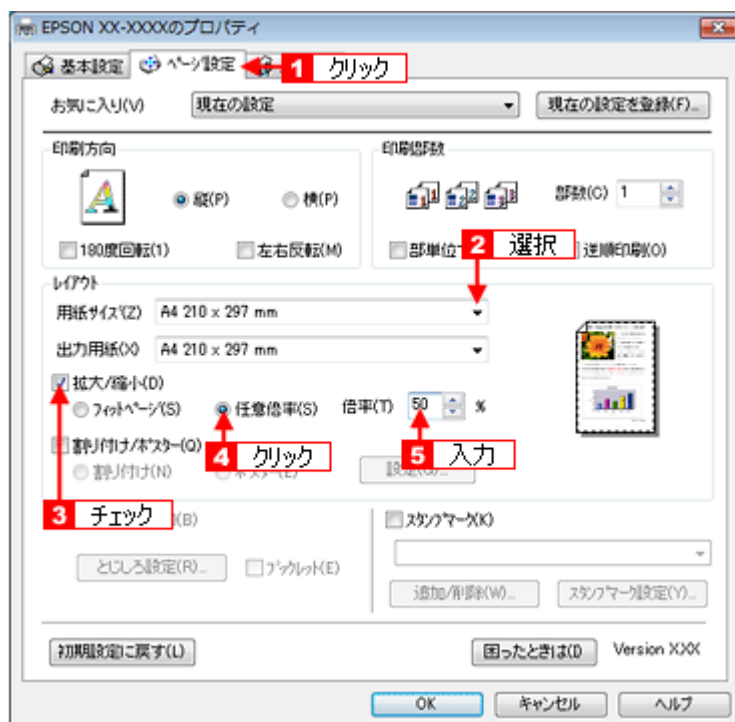 EPSON XX-XXXXのプロパティ
基本設定 ページ設定 1 クリック
お気に入り(V) 現在の設定 現在の設定を登録(F)...
印刷方向 印刷部数
縦(P) 横(P) 部数(C) 1
180度回転(1) 左右反転(M) 部単位 2 選択 逆順印刷(O)
レイアウト
用紙サイズ(Z) A4 210 x 297 mm
出力用紙(X) A4 210 x 297 mm
拡大/縮小(D)
フィットページ(S) 任意倍率(S) 倍率(T) 50 %
割り付け/ポスター(Q) 4 クリック 5 入力
割り付け(N)
3 チェック (B) スタンプマーク(K)
とじしろ設定(R)... ブックレット(E)
追加/削除(W)... スタンプマーク設定(Y)...
初期設定に戻す(L) 困ったときは(I) Version X.XX
OK キャンセル ヘルプ